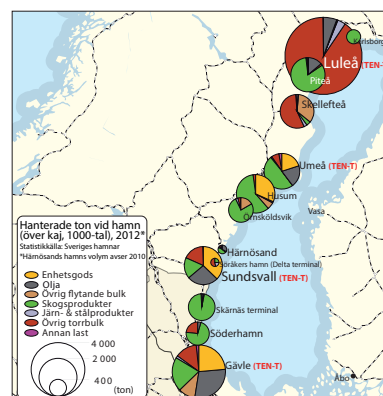 Karlsborg
Luleå (TEN-T)
Piteå
Skellefteå
Umeå (TEN-T)
Husum
Örnsköldsvik
Vasa
Hanterade ton vid hamn
(över kaj, 1000-tal), 2012*
Statistikkälla: Sveriges hamnar
*Härnösands hamns volym avser 2010
Enhetsgods
Olja
Övrig flytande bulk
Skogsprodukter
Järn- & stålprodukter
Övrig torrbulk
Annan last
4 000
2 000
400
(ton)
Härnösand
Söråkers hamn (Delta terminal)
Sundsvall (TEN-T)
Skärnäs terminal
Söderhamn
Gävle (TEN-T)
Åbo